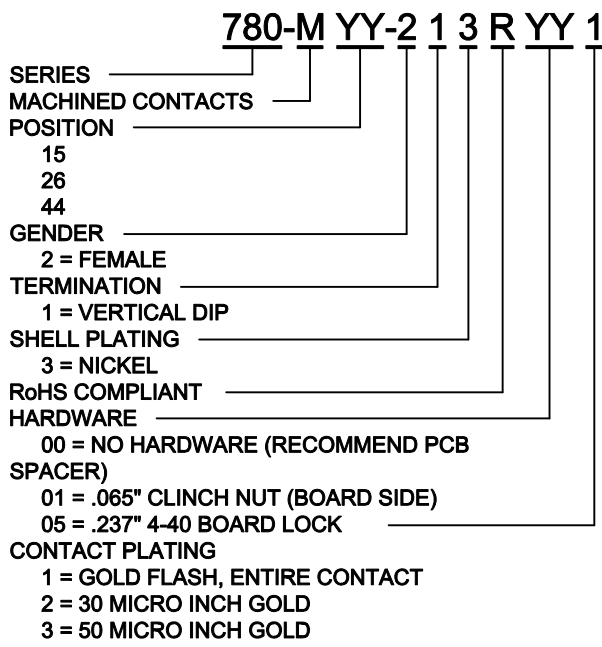 780-M YY-2 1 3 R YY 1
SERIES
MACHINED CONTACTS
POSITION
15
26
44
GENDER
2 = FEMALE
TERMINATION
1 = VERTICAL DIP
SHELL PLATING
3 = NICKEL
RoHS COMPLIANT
HARDWARE
00 = NO HARDWARE (RECOMMEND PCB
SPACER)
01 = .065" CLINCH NUT (BOARD SIDE)
05 = .237" 4-40 BOARD LOCK
CONTACT PLATING
1 = GOLD FLASH, ENTIRE CONTACT
2 = 30 MICRO INCH GOLD
3 = 50 MICRO INCH GOLD